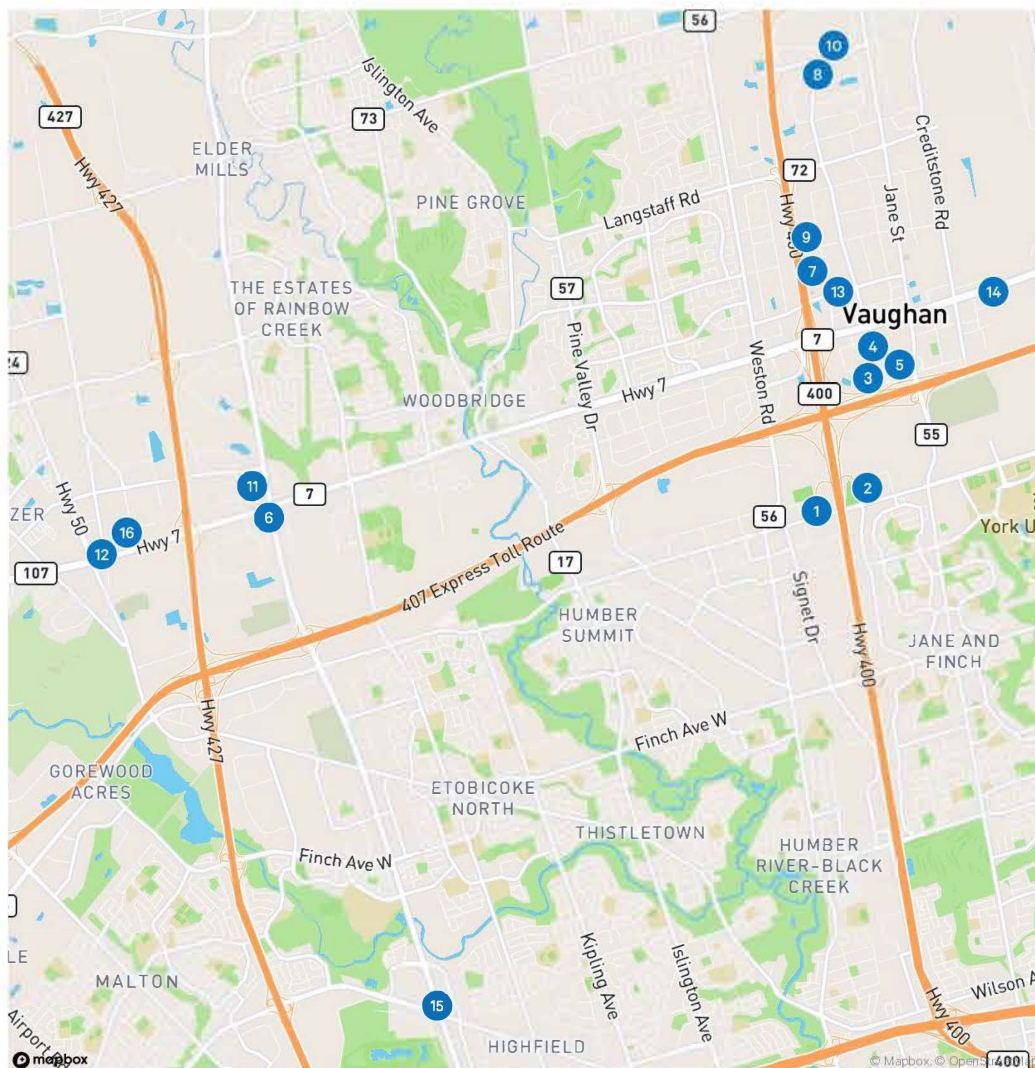 56
10
8
427
Islington Ave
73
Hwy 427
ELDER
MILLS
Creditstone Rd
72
PINE GROVE
Langstaff Rd
Jane St
Hwy 400
9
7
57
THE ESTATES
OF RAINBOW
CREEK
13
14
Vaughan
Pine Valley Dr
7
4
Weston Rd
5
3
WOODBRIDGE
Hwy 7
400
55
11
7
2
6
1
56
Hwy 50
16
12
Hwy 7
York U
107
407 Express Toll Route
17
Signet Dr
HUMBER
SUMMIT
JANE AND
FINCH
Hwy 400
Hwy 427
Finch Ave W
GOREWOOD
ACRES
ETOBICOKE
NORTH
THISTLETOWN
HUMBER
RIVER-BLACK
CREEK
Finch Ave W
Kipling Ave
Islington Ave
MALTON
Wilson A
15
Hwy 400
Airport
HIGHFIELD
mapbox
© Mapbox, © OpenStreetMap
400